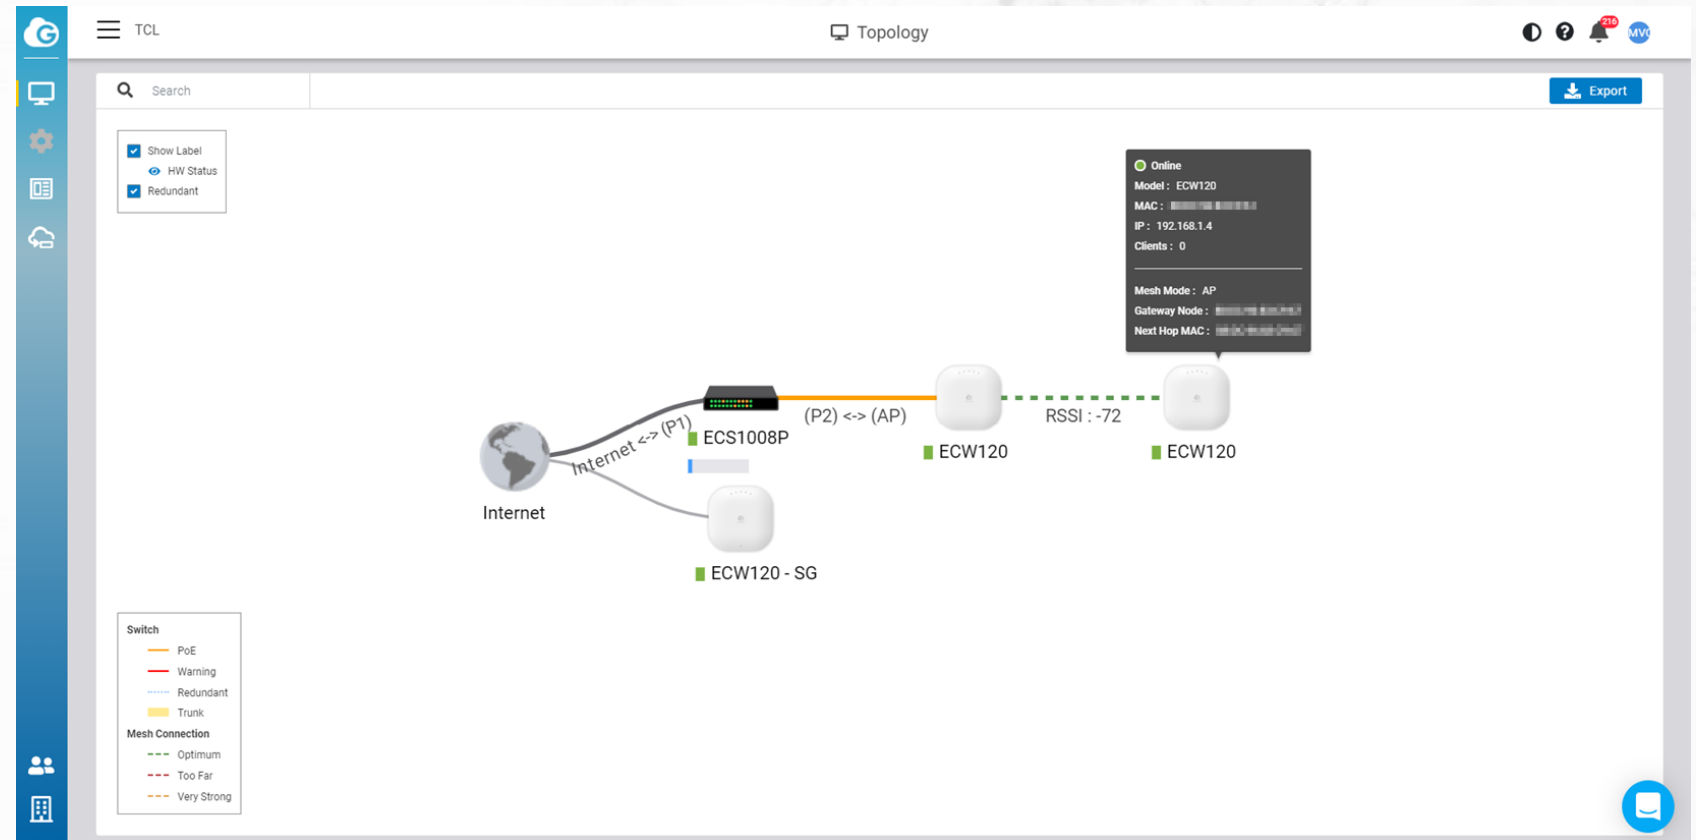 TCL
Topology
216
MVC
Search
Export
Show Label
HW Status
Redundant
Online
Model : ECW120
MAC :
IP : 192.168.1.4
Clients : 0
Mesh Mode : AP
Gateway Node :
Next Hop MAC :
Internet <-> (P1)
(P2) <-> (AP)
RSSI : -72
ECS1008P
ECW120
ECW120
Internet
ECW120 - SG
Switch
PoE
Warning
Redundant
Trunk
Mesh Connection
Optimum
Too Far
Very Strong